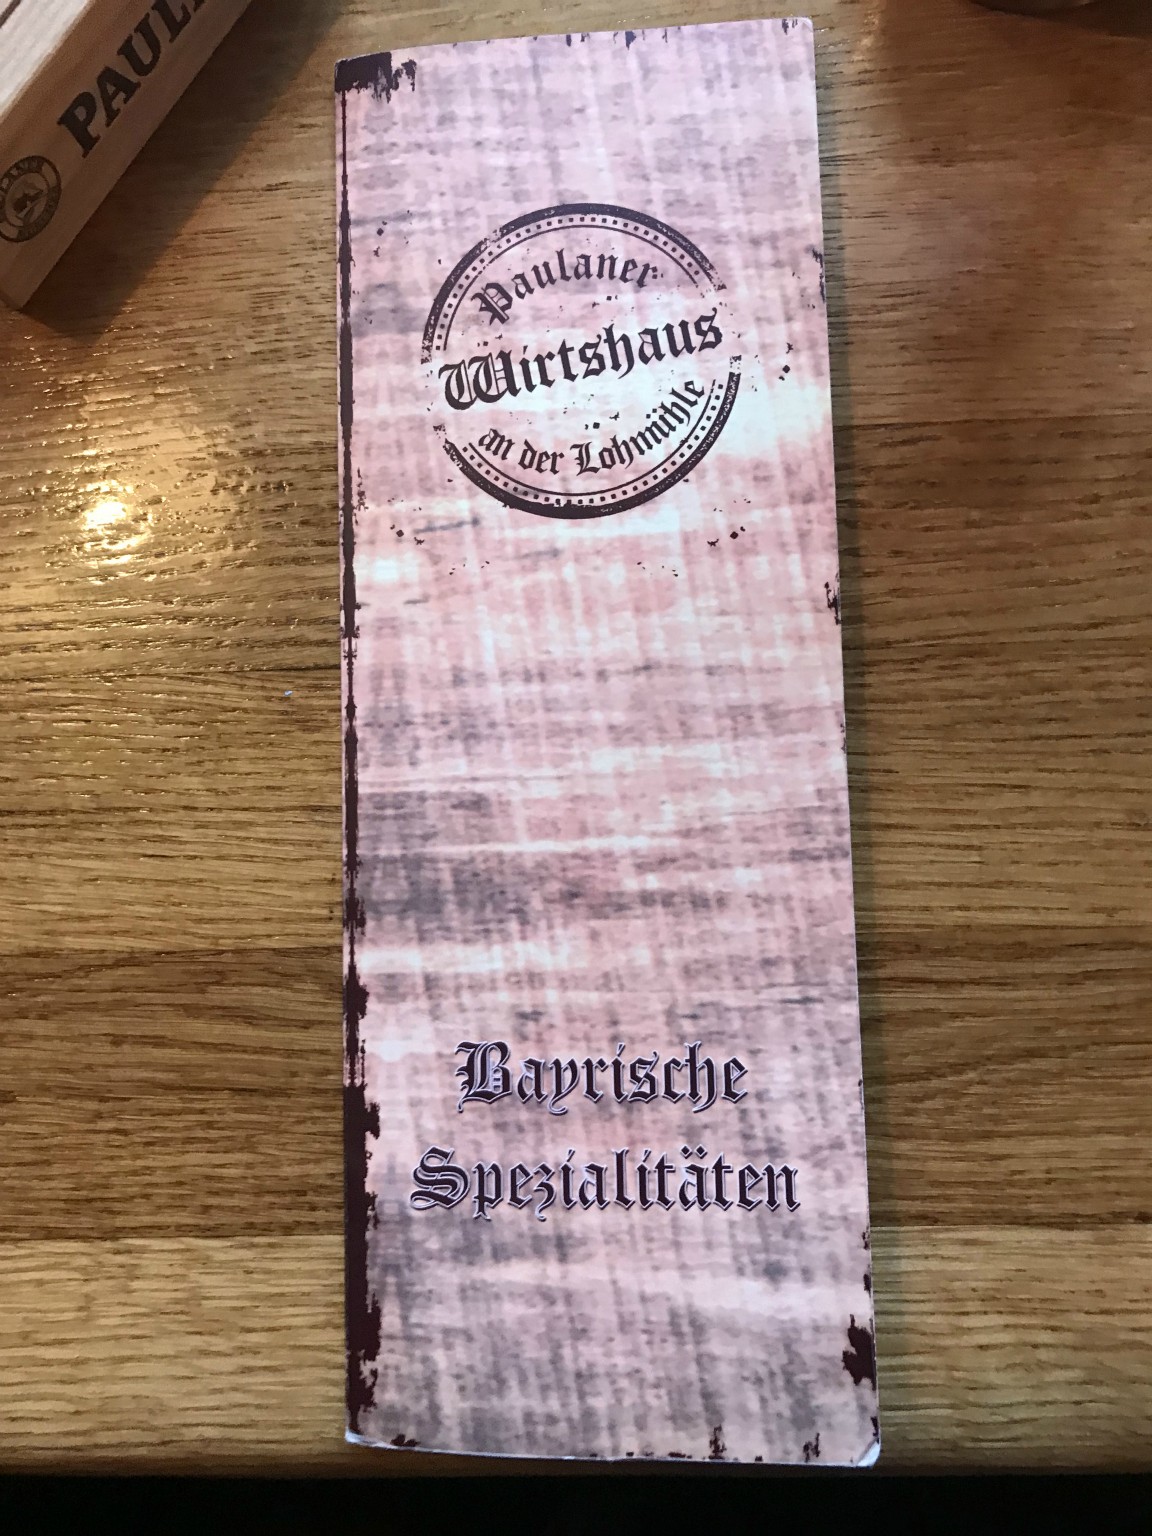 PAUL
Paulaner
Wirtshaus
an der Lohmühle
Bayrische
Spezialitäten